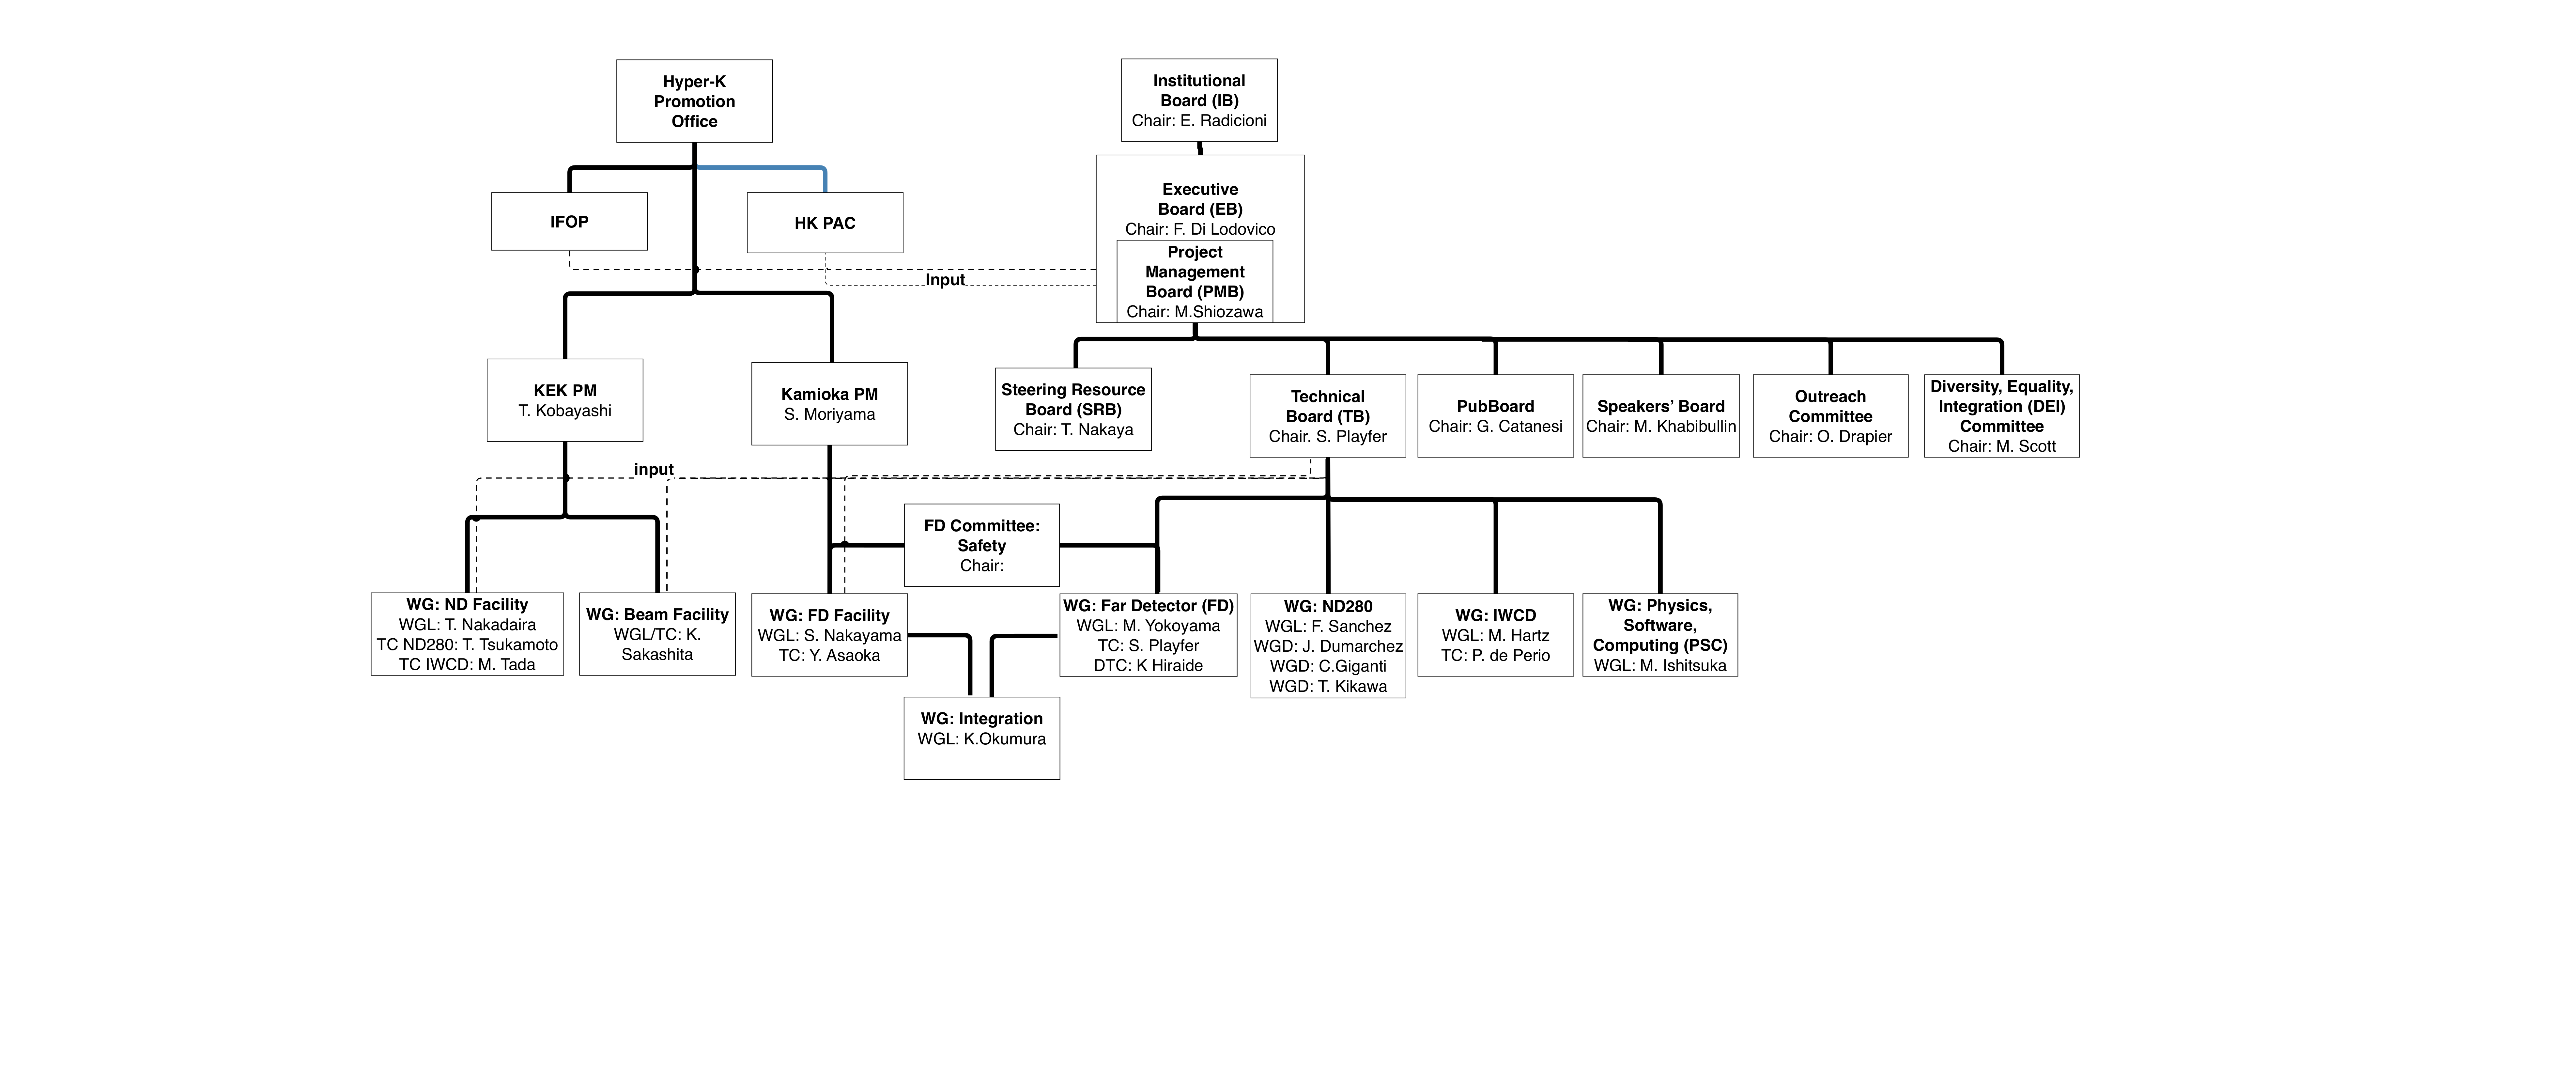 Hyper-K
Promotion
Office
Institutional
Board (IB)
Chair: E. Radicioni
IFOP
HK PAC
Executive
Board (EB)
Chair: F. Di Lodovico
Project
Management
Board (PMB)
Chair: M.Shiozawa
Input
KEK PM
T. Kobayashi
Kamioka PM
S. Moriyama
Steering Resource
Board (SRB)
Chair: T. Nakaya
Technical
Board (TB)
Chair. S. Playfer
PubBoard
Chair: G. Catanesi
Speakers’ Board
Chair: M. Khabibullin
Outreach
Committee
Chair: O. Drapier
Diversity, Equality,
Integration (DEI)
Committee
Chair: M. Scott
input
FD Committee:
Safety
Chair:
WG: ND Facility
WGL: T. Nakadaira
TC ND280: T. Tsukamoto
TC IWCD: M. Tada
WG: Beam Facility
WGL/TC: K.
Sakashita
WG: FD Facility
WGL: S. Nakayama
TC: Y. Asaoka
WG: Far Detector (FD)
WGL: M. Yokoyama
TC: S. Playfer
DTC: K Hiraide
WG: ND280
WGL: F. Sanchez
WGD: J. Dumarchez
WGD: C.Giganti
WGD: T. Kikawa
WG: IWCD
WGL: M. Hartz
TC: P. de Perio
WG: Physics,
Software,
Computing (PSC)
WGL: M. Ishitsuka
WG: Integration
WGL: K.Okumura